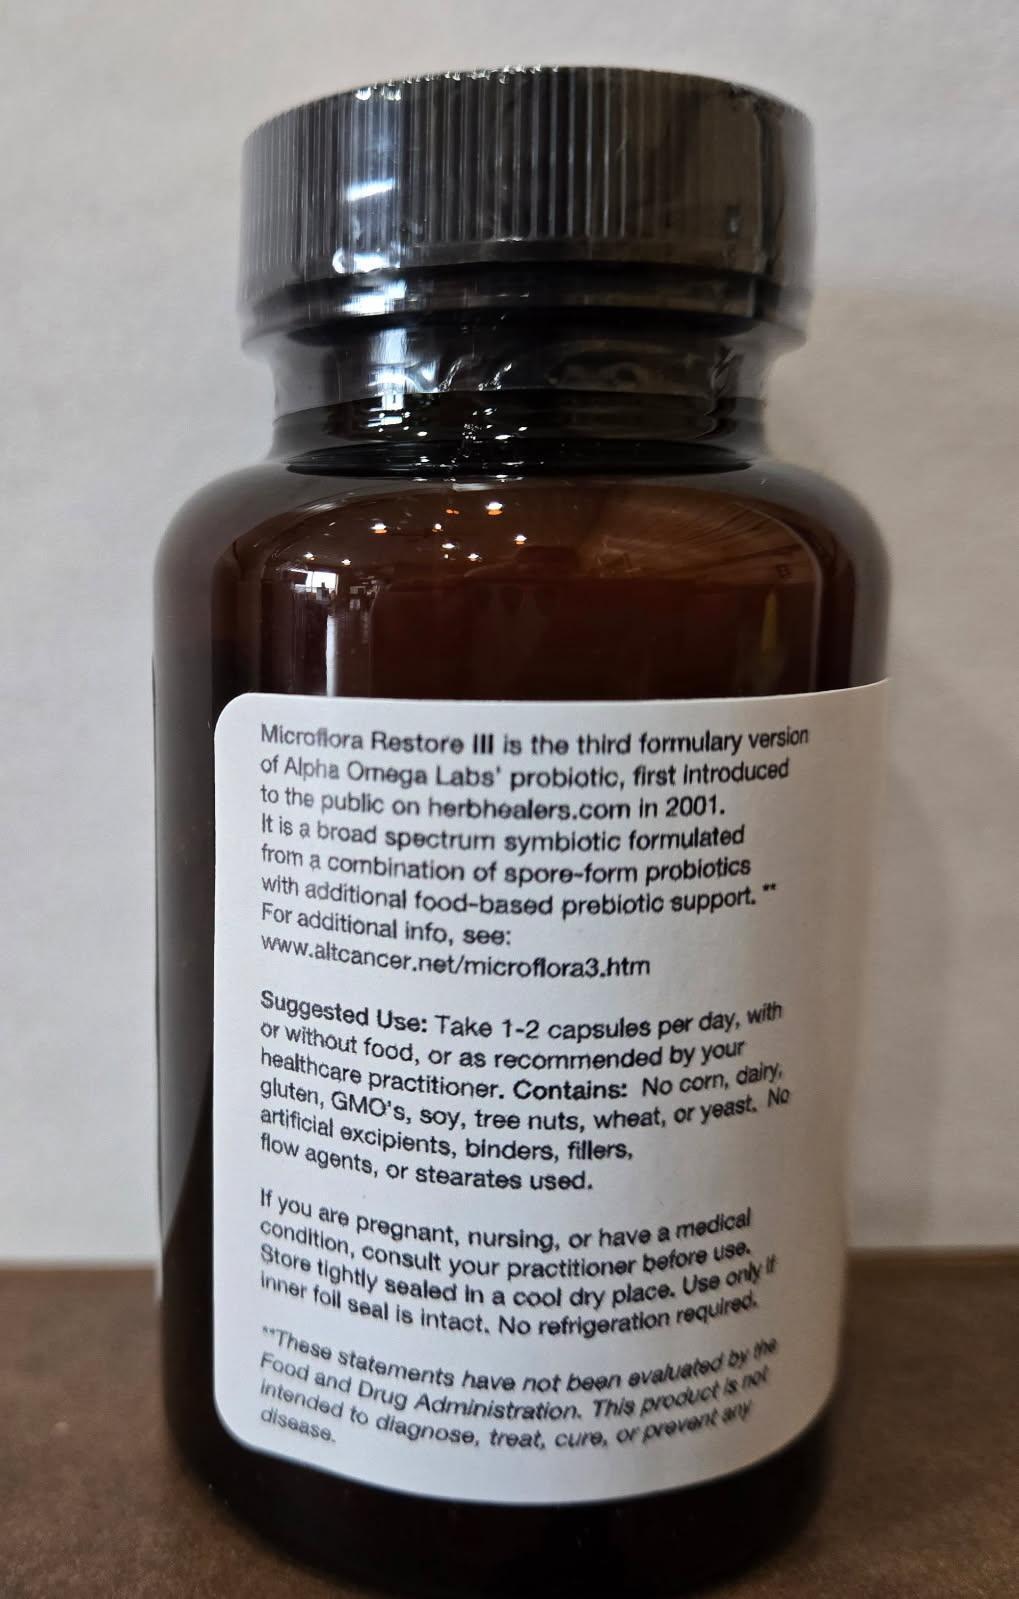 Microflora Restore III is the third formulary version
of Alpha Omega Labs' probiotic, first introduced
to the public on herbhealers.com in 2001.
It is a broad spectrum symbiotic formulated
from a combination of spore-form probiotics
with additional food-based prebiotic support.**
For additional info, see:
www.altcancer.net/microflora3.htm
Suggested Use: Take 1-2 capsules per day, with
or without food, or as recommended by your
healthcare practitioner. Contains: No corn, dairy,
gluten, GMO's, soy, tree nuts, wheat, or yeast. No
artificial excipients, binders, fillers,
flow agents, or stearates used.
If you are pregnant, nursing, or have a medical
condition, consult your practitioner before use.
Store tightly sealed in a cool dry place. Use only if
inner foil seal is intact. No refrigeration required.
**These statements have not been evaluated by the
Food and Drug Administration. This product is not
intended to diagnose, treat, cure, or prevent any
disease.